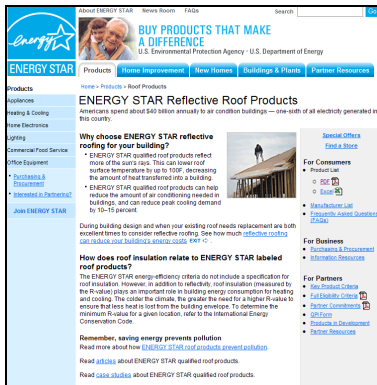 About ENERGY STAR News Room FAQs Search Go
energy
ENERGY STAR
BUY PRODUCTS THAT MAKE
A DIFFERENCE
U.S. Environmental Protection Agency - U.S. Department of Energy
Products Home Improvement New Homes Buildings & Plants Partner Resources
Products
Appliances
Heating & Cooling
Home Electronics
Lighting
Commercial Food Service
Office Equipment
• Purchasing &
Procurement
• Interested in Partnering?
Join ENERGY STAR
Home > Products > Roof Products
ENERGY STAR Reflective Roof Products
Americans spend about $40 billion annually to air condition buildings — one-sixth of all electricity generated in
this country.
Why choose ENERGY STAR reflective
roofing for your building?
• ENERGY STAR qualified roof products reflect
more of the sun's rays. This can lower roof
surface temperature by up to 100F, decreasing
the amount of heat transferred into a building.
• ENERGY STAR qualified roof products can help
reduce the amount of air conditioning needed in
buildings, and can reduce peak cooling demand
by 10–15 percent.
During building design and when your existing roof needs replacement are both
excellent times to consider reflective roofing. See how much reflective roofing
can reduce your building's energy costs EXIT
How does roof insulation relate to ENERGY STAR labeled
roof products?
The ENERGY STAR energy-efficiency criteria do not include a specification for
roof insulation. However, in addition to reflectivity, roof insulation (measured by
the R-value) plays an important role in building energy consumption for heating
and cooling. The colder the climate, the greater the need for a higher R-value to
ensure that less heat is lost from the building envelope. To determine the
minimum R-value for a given location, refer to the International Energy
Conservation Code.
Remember, saving energy prevents pollution
Read more about how ENERGY STAR roof products prevent pollution.
Read articles about ENERGY STAR qualified roof products.
Read case studies about ENERGY STAR qualified roof products.
Special Offers
Find a Store
For Consumers
• Product List
PDF
Excel
• Manufacturer List
• Frequently Asked Question
(FAQs)
For Business
• Purchasing & Procurement
• Information Resources
For Partners
• Key Product Criteria
• Full Eligibility Criteria
• Partner Commitments
• QPI Form
• Products in Development
• Partner Resources